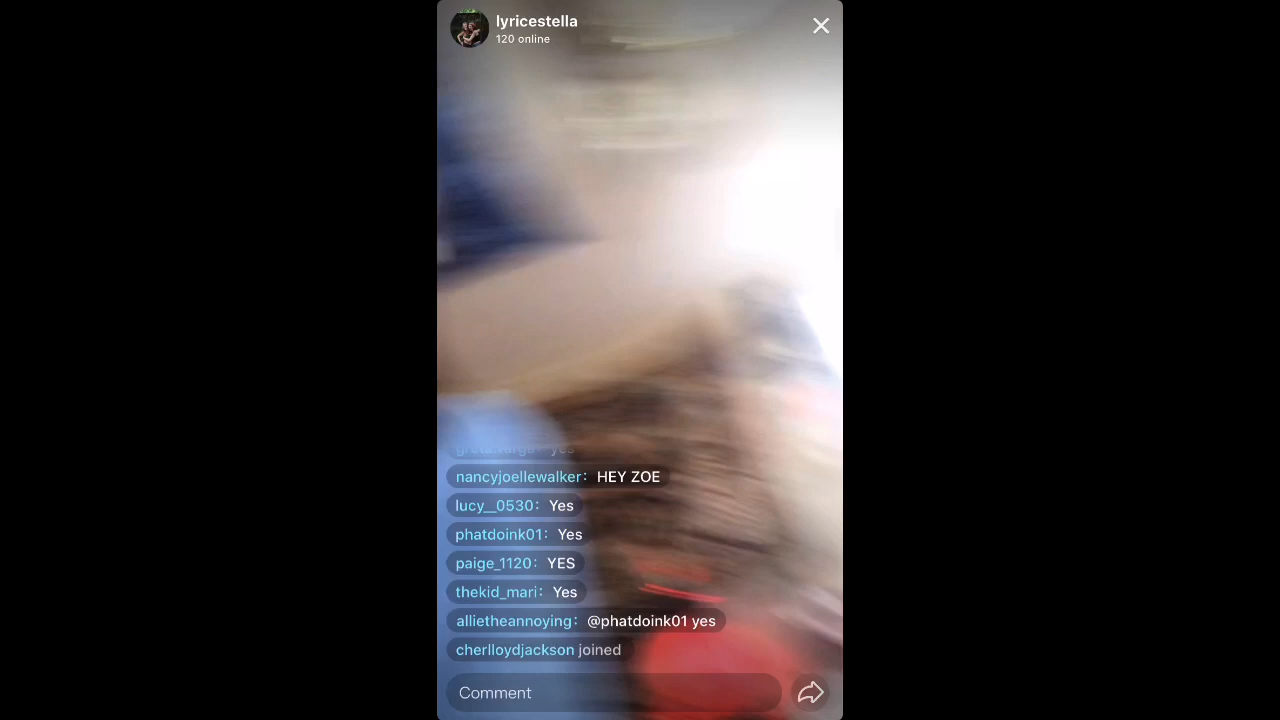 lyricestella
120 online
yes
nancyjoellewalker: HEY ZOE
lucy__0530: Yes
phatdoink01: Yes
paige_1120: YES
thekid_mari: Yes
allietheannoying: @phatdoink01 yes
cherlloydjackson joined
Comment